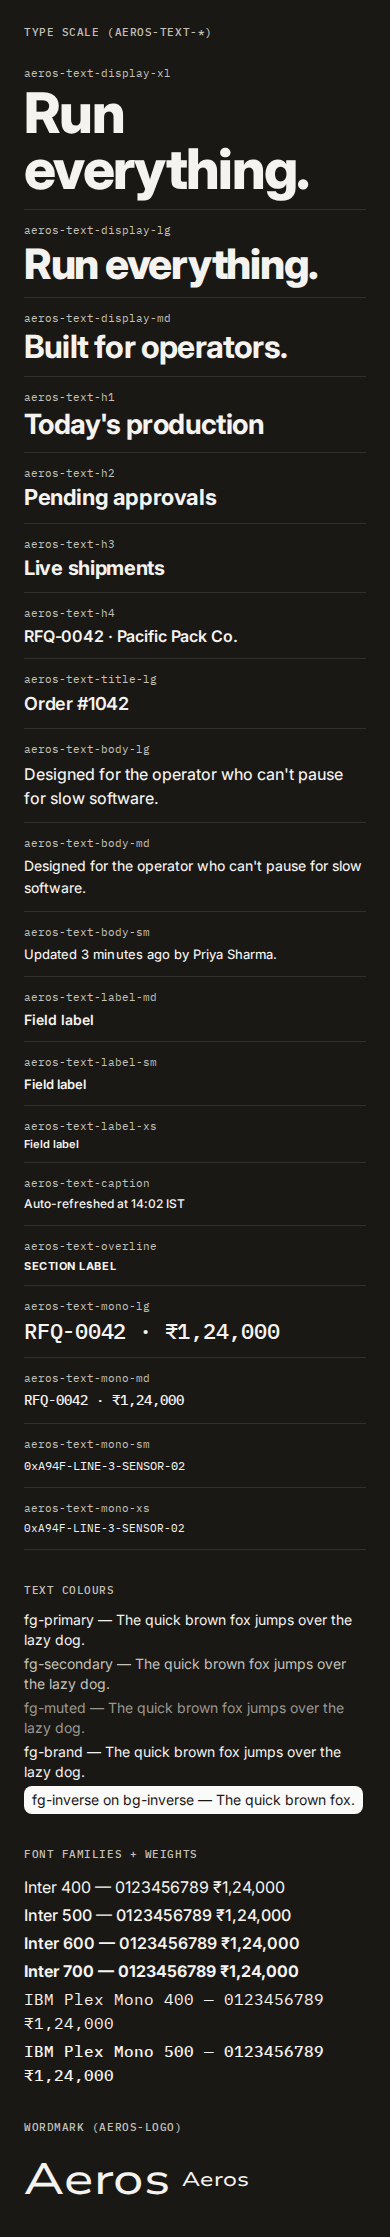 TYPE SCALE (AEROS-TEXT-*)
aeros-text-display-xl
Run
everything.
aeros-text-display-lg
Run everything.
aeros-text-display-md
Built for operators.
aeros-text-h1
Today's production
aeros-text-h2
Pending approvals
aeros-text-h3
Live shipments
aeros-text-h4
RFQ-0042 · Pacific Pack Co.
aeros-text-title-lg
Order #1042
aeros-text-body-lg
Designed for the operator who can't pause
for slow software.
aeros-text-body-md
Designed for the operator who can't pause for slow
software.
aeros-text-body-sm
Updated 3 minutes ago by Priya Sharma.
aeros-text-label-md
Field label
aeros-text-label-sm
Field label
aeros-text-label-xs
Field label
aeros-text-caption
Auto-refreshed at 14:02 IST
aeros-text-overline
SECTION LABEL
aeros-text-mono-lg
RFQ-0042 · ₹1,24,000
aeros-text-mono-md
RFQ-0042 · ₹1,24,000
aeros-text-mono-sm
0xA94F-LINE-3-SENSOR-02
aeros-text-mono-xs
0xA94F-LINE-3-SENSOR-02
TEXT COLOURS
fg-primary — The quick brown fox jumps over the
lazy dog.
fg-secondary — The quick brown fox jumps over
the lazy dog.
fg-muted — The quick brown fox jumps over the
lazy dog.
fg-brand — The quick brown fox jumps over the
lazy dog.
fg-inverse on bg-inverse — The quick brown fox.
FONT FAMILIES + WEIGHTS
Inter 400 — 0123456789 ₹1,24,000
Inter 500 — 0123456789 ₹1,24,000
Inter 600 — 0123456789 ₹1,24,000
Inter 700 — 0123456789 ₹1,24,000
IBM Plex Mono 400 — 0123456789
₹1,24,000
IBM Plex Mono 500 — 0123456789
₹1,24,000
WORDMARK (AEROS-LOGO)
Aeros Aeros